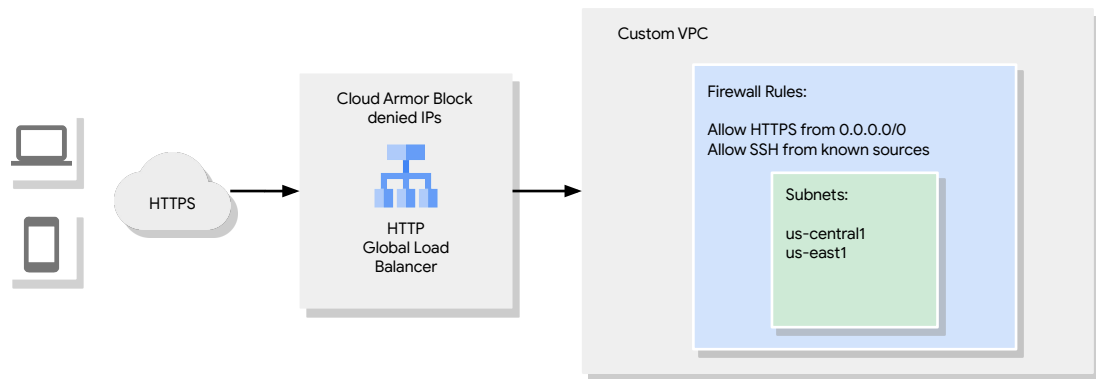 HTTPS
Cloud Armor Block
denied IPs
HTTP
Global Load
Balancer
Custom VPC
Firewall Rules:
Allow HTTPS from 0.0.0.0/0
Allow SSH from known sources
Subnets:
us-central1
us-east1